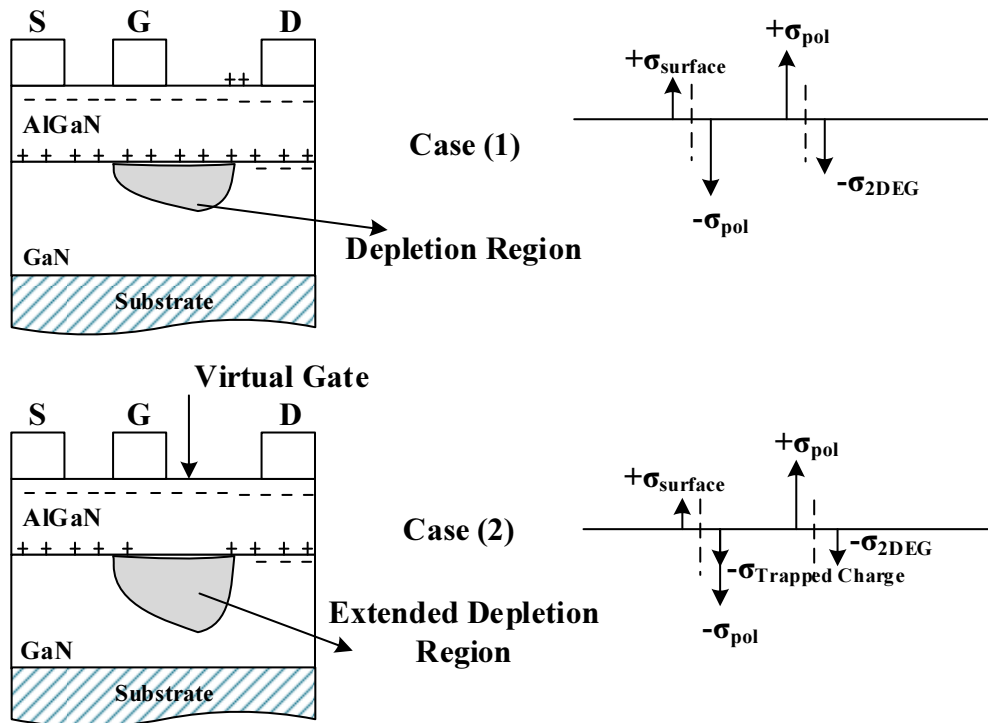 S G D
++
+σsurface
+σpol
– – – – – – – – – – – –
AlGaN
+ + + + + + + + + + + +
Case (1)
– – –
-σ2DEG
-σpol
Depletion Region
GaN
Substrate
Virtual Gate
S G D
+σpol
+σsurface
– – – – – – – – – – – –
AlGaN
+ + + + + + + + +
Case (2)
– – –
-σ2DEG
-σTrapped Charge
-σpol
Extended Depletion
Region
GaN
Substrate